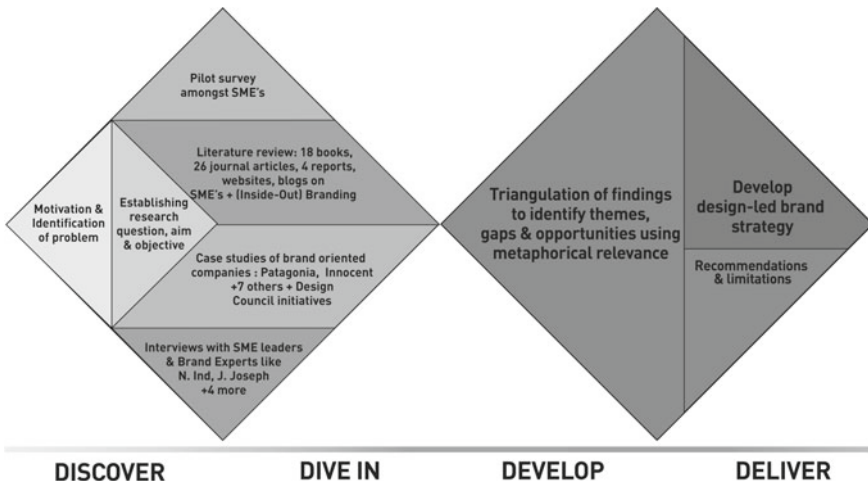 Pilot survey
amongst SME's
Literature review: 18 books,
26 journal articles, 4 reports,
websites, blogs on
SME's + (Inside-Out) Branding
Motivation &
Identification
of problem
Establishing
research
question, aim
& objective
Case studies of brand oriented
companies : Patagonia, Innocent
+7 others + Design
Council initiatives
Interviews with SME leaders
& Brand Experts like
N. Ind, J. Joseph
+4 more
Triangulation of findings
to identify themes,
gaps & opportunities using
metaphorical relevance
Develop
design-led brand
strategy
Recommendations
& limitations
DISCOVER DIVE IN DEVELOP DELIVER